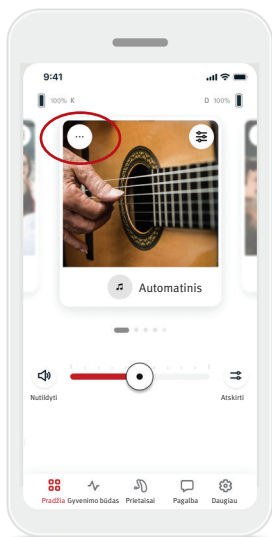 9:41
100% K
D 100%
Automatinis
Nutildyti
Atskirti
Pradžia Gyvenimo būdas Prietaisai Pagalba Daugiau